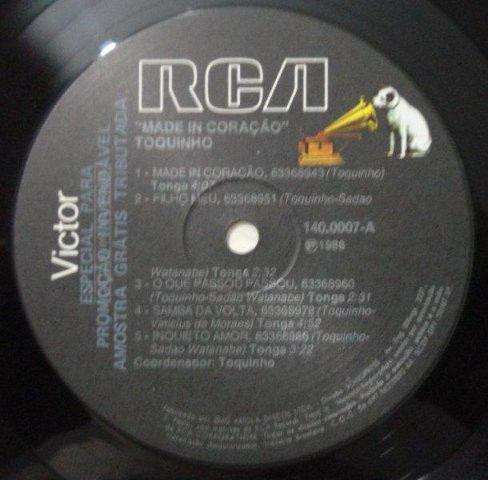 RCA
"MADE IN CORAÇÃO"
TOQUINHO
1 - MADE IN CORAÇÃO, 63368943 (Toquinho)
Tonga 4:07
2 - FILHO MEU, 63368951 (Toquinho-Sadao
140.0007-A
℗1986
Watanabe) Tonga 2:32
3 - O QUE PASSOU PASSOU, 63368960
(Toquinho-Sadao Watanabe) Tonga 2:31
4 - SAMBA DA VOLTA, 63368978 (Toquinho-
Vinicius de Moraes) Tonga 4:52
5 - INQUIETO AMOR, 63368986 (Toquinho-
Sadao Watanabe) Tonga 3:22
Coordenador: Toquinho
Victor
ESPECIAL PARA
PROMOÇÃO INVENDÁVEL
AMOSTRA GRÁTIS TRIBUTADA